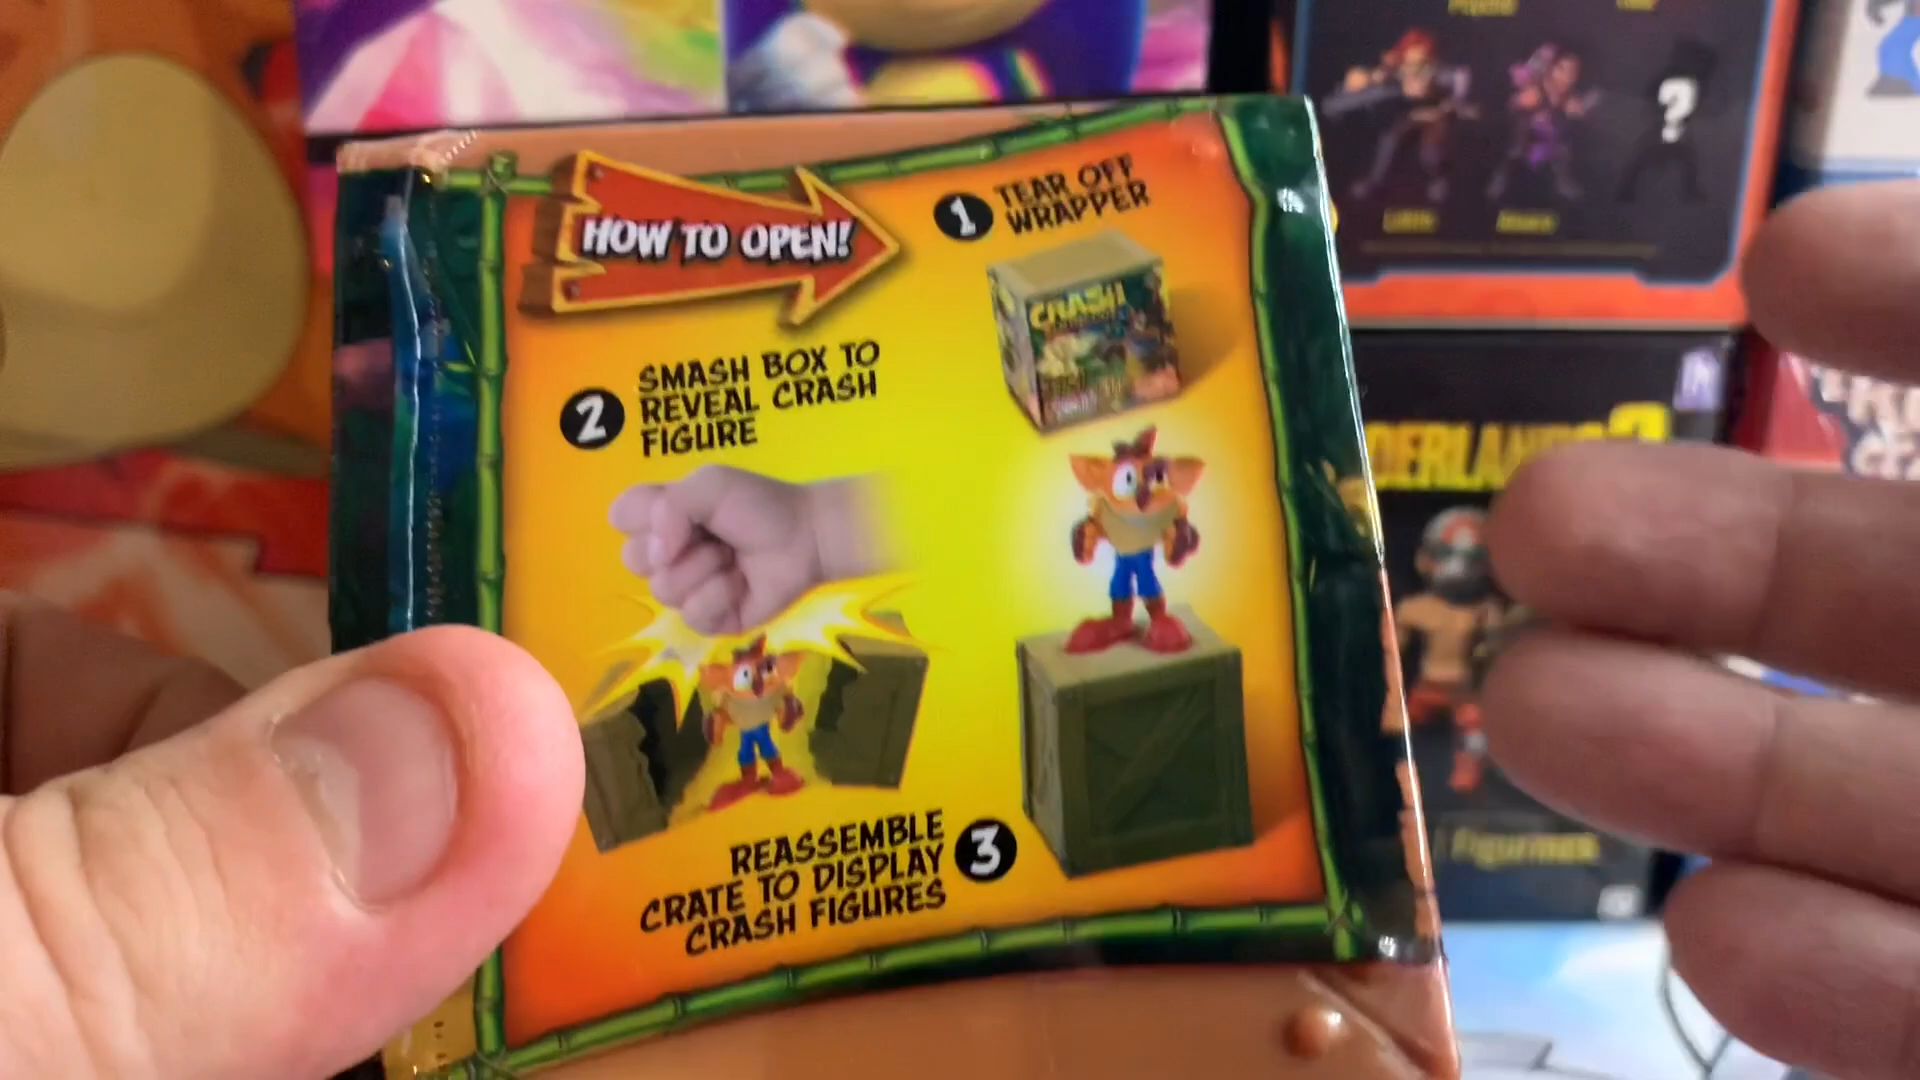 HOW TO OPEN!
1
TEAR OFF
WRAPPER
CRASH
2
SMASH BOX TO
REVEAL CRASH
FIGURE
REASSEMBLE
CRATE TO DISPLAY
CRASH FIGURES
3
?